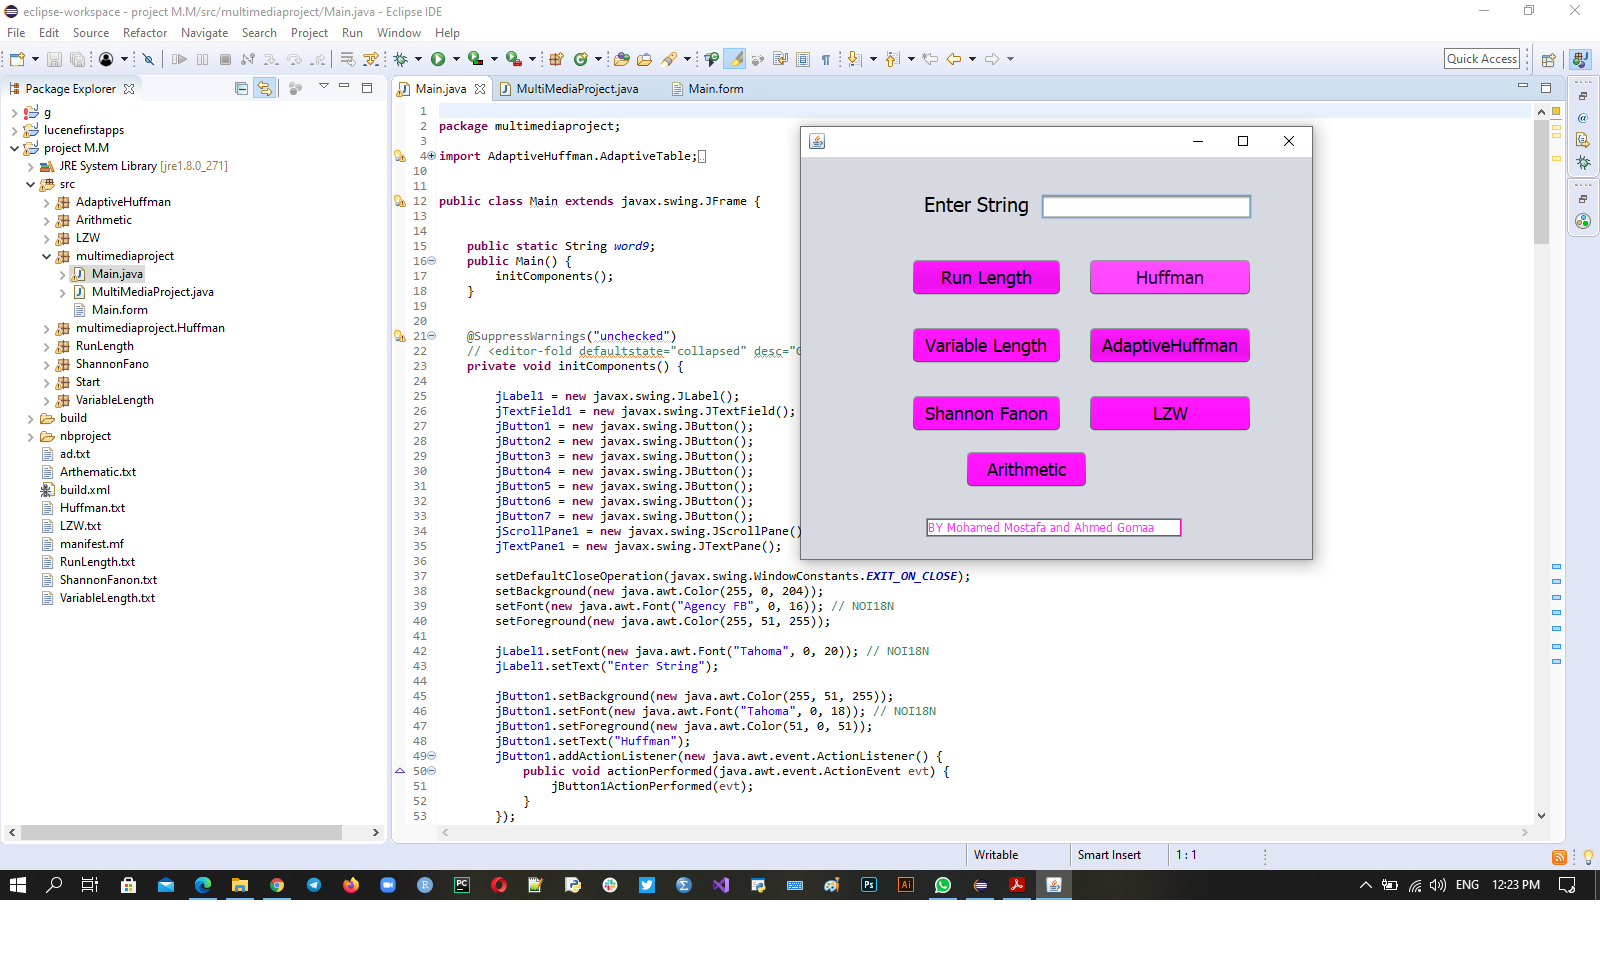 eclipse-workspace - project M.M/src/multimediaproject/Main.java - Eclipse IDE
File Edit Source Refactor Navigate Search Project Run Window Help
Quick Access
Package Explorer
g
lucenefirstapps
project M.M
JRE System Library [jre1.8.0_271]
src
AdaptiveHuffman
Arithmetic
LZW
multimediaproject
Main.java
MultiMediaProject.java
Main.form
multimediaproject.Huffman
RunLength
ShannonFano
Start
VariableLength
build
nbproject
ad.txt
Arthematic.txt
build.xml
Huffman.txt
LZW.txt
manifest.mf
RunLength.txt
ShannonFanon.txt
VariableLength.txt
Main.java MultiMediaProject.java Main.form
1
2 package multimediaproject;
3
4 import AdaptiveHuffman.AdaptiveTable;
10
11
12 public class Main extends javax.swing.JFrame {
13
14
15 public static String word9;
16 public Main() {
17 initComponents();
18 }
19
20
21 @SuppressWarnings("unchecked")
22 // <editor-fold defaultstate="collapsed" desc="G
23 private void initComponents() {
24
25 jLabel1 = new javax.swing.JLabel();
26 jTextField1 = new javax.swing.JTextField();
27 jButton1 = new javax.swing.JButton();
28 jButton2 = new javax.swing.JButton();
29 jButton3 = new javax.swing.JButton();
30 jButton4 = new javax.swing.JButton();
31 jButton5 = new javax.swing.JButton();
32 jButton6 = new javax.swing.JButton();
33 jButton7 = new javax.swing.JButton();
34 jScrollPane1 = new javax.swing.JScrollPane()
35 jTextPane1 = new javax.swing.JTextPane();
36
37 setDefaultCloseOperation(javax.swing.WindowConstants.EXIT_ON_CLOSE);
38 setBackground(new java.awt.Color(255, 0, 204));
39 setFont(new java.awt.Font("Agency FB", 0, 16)); // NOI18N
40 setForeground(new java.awt.Color(255, 51, 255));
41
42 jLabel1.setFont(new java.awt.Font("Tahoma", 0, 20)); // NOI18N
43 jLabel1.setText("Enter String");
44
45 jButton1.setBackground(new java.awt.Color(255, 51, 255));
46 jButton1.setFont(new java.awt.Font("Tahoma", 0, 18)); // NOI18N
47 jButton1.setForeground(new java.awt.Color(51, 0, 51));
48 jButton1.setText("Huffman");
49 jButton1.addActionListener(new java.awt.event.ActionListener() {
50 public void actionPerformed(java.awt.event.ActionEvent evt) {
51 jButton1ActionPerformed(evt);
52 }
53 });
Enter String
Run Length Huffman
Variable Length AdaptiveHuffman
Shannon Fanon LZW
Arithmetic
BY Mohamed Mostafa and Ahmed Gomaa
Writable Smart Insert 1 : 1
ENG 12:23 PM